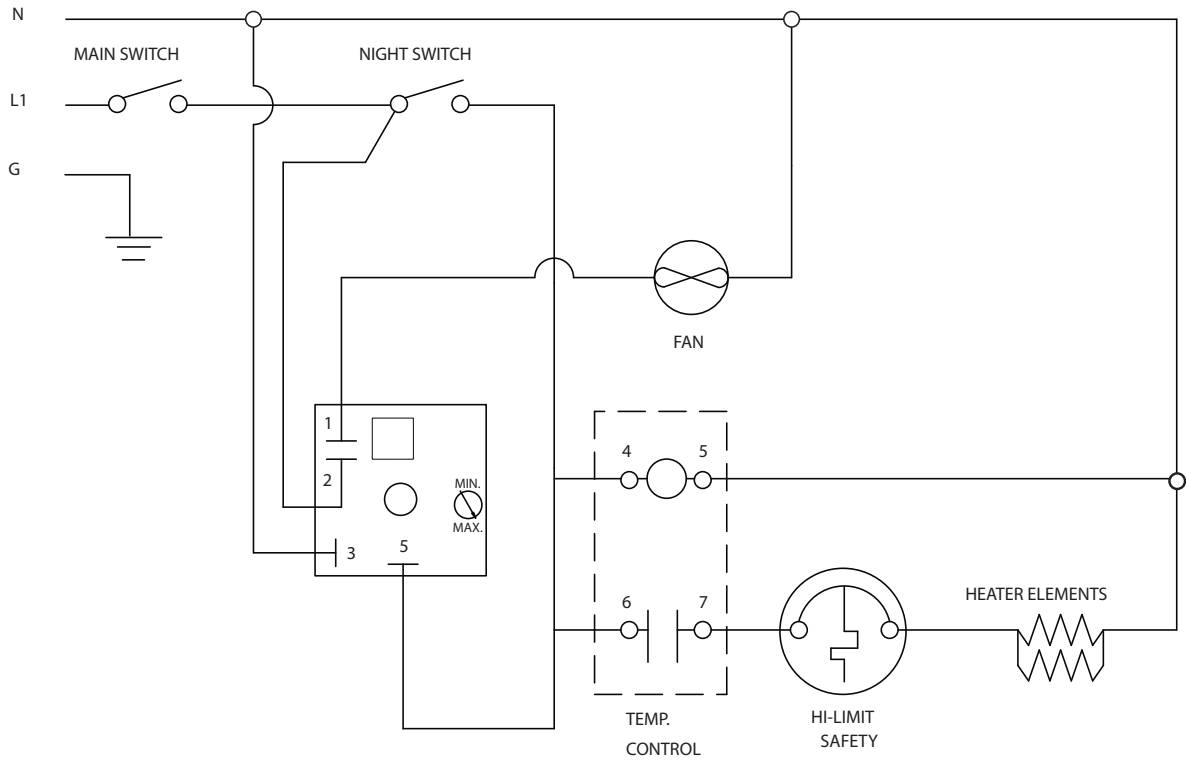 N
MAIN SWITCH
NIGHT SWITCH
L1
G
FAN
1
2
MIN.
MAX.
3
5
4
5
6
7
HEATER ELEMENTS
TEMP.
CONTROL
HI-LIMIT
SAFETY